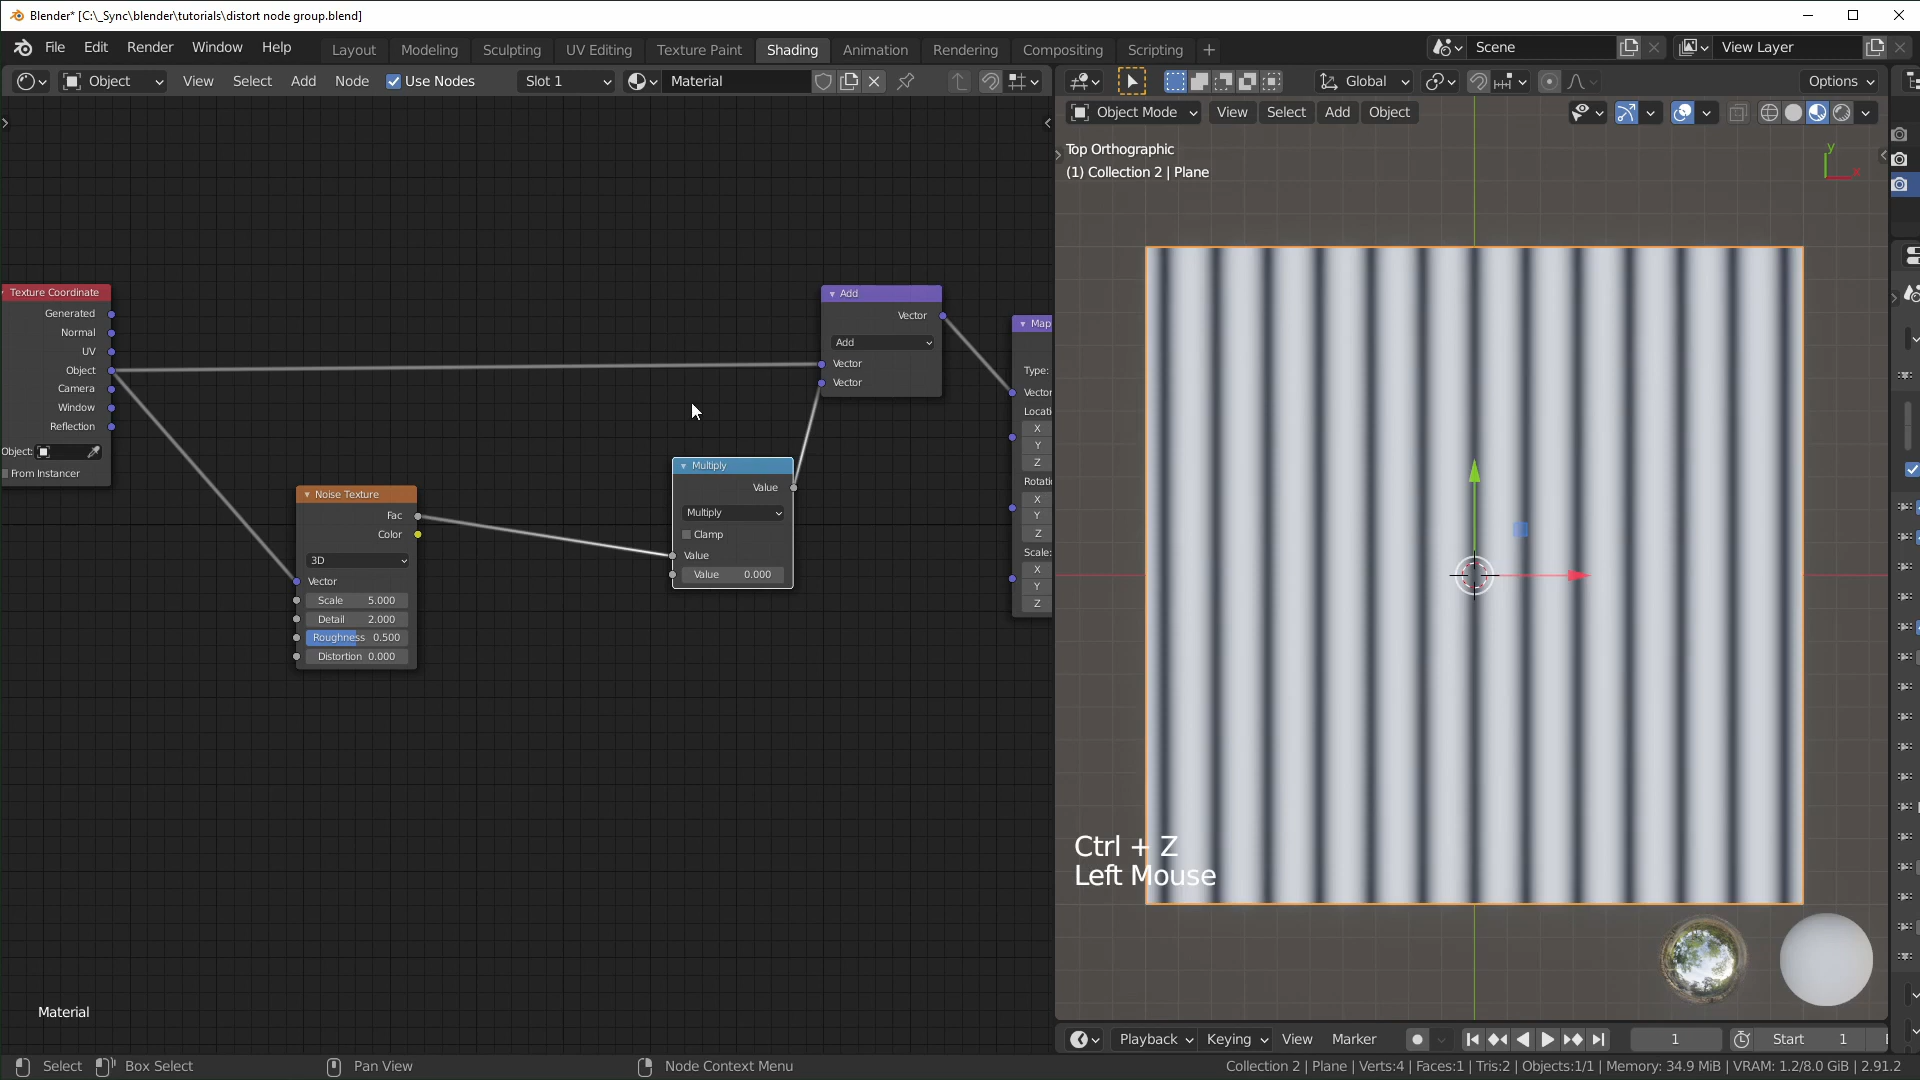 Blender* [C:\_Sync\blender\tutorials\distort node group.blend]
File Edit Render Window Help Layout Modeling Sculpting UV Editing Texture Paint Shading Animation Rendering Compositing Scripting + Scene View Layer
Object View Select Add Node Use Nodes Slot 1 Material Global Options
Object Mode View Select Add Object
Top Orthographic
(1) Collection 2 | Plane
y
x
Texture Coordinate
Generated
Normal
UV
Object
Camera
Window
Reflection
Object:
From Instancer
Noise Texture
Fac
Color
3D
Vector
Scale 5.000
Detail 2.000
Roughness 0.500
Distortion 0.000
Multiply
Value
Multiply
Clamp
Value
Value 0.000
Add
Vector
Add
Vector
Vector
Map
Type:
Vector
Locati
X
Y
Z
Rotati
X
Y
Z
Scale:
X
Y
Z
Ctrl + Z
Left Mouse
Material
Playback Keying View Marker 1 Start 1
Select Box Select Pan View Node Context Menu
Collection 2 | Plane | Verts:4 | Faces:1 | Tris:2 | Objects:1/1 | Memory: 34.9 MiB | VRAM: 1.2/8.0 GiB | 2.91.2